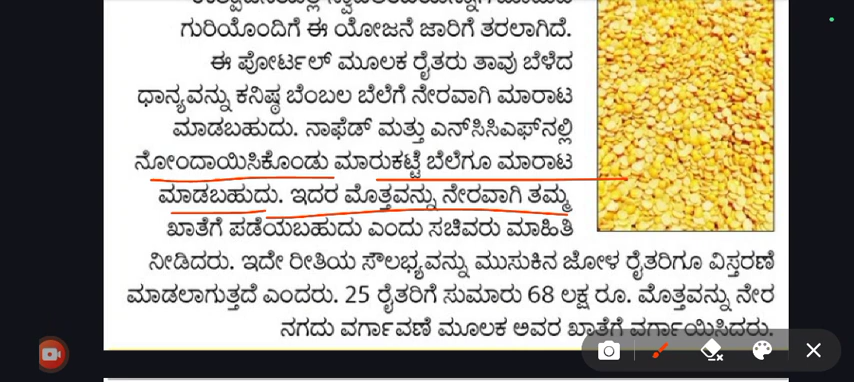 ಗುರಿಯೊಂದಿಗೆ ಈ ಯೋಜನೆ ಜಾರಿಗೆ ತರಲಾಗಿದೆ.
ಈ ಪೋರ್ಟಲ್ ಮೂಲಕ ರೈತರು ತಾವು ಬೆಳೆದ
ಧಾನ್ಯವನ್ನು ಕನಿಷ್ಠ ಬೆಂಬಲ ಬೆಲೆಗೆ ನೇರವಾಗಿ ಮಾರಾಟ
ಮಾಡಬಹುದು. ನಾಫೆಡ್ ಮತ್ತು ಎನ್‌ಸಿಸಿಎಫ್‌ನಲ್ಲಿ
ನೋಂದಾಯಿಸಿಕೊಂಡು ಮಾರುಕಟ್ಟೆ ಬೆಲೆಗೂ ಮಾರಾಟ
ಮಾಡಬಹುದು. ಇದರ ಮೊತ್ತವನ್ನು ನೇರವಾಗಿ ತಮ್ಮ
ಖಾತೆಗೆ ಪಡೆಯಬಹುದು ಎಂದು ಸಚಿವರು ಮಾಹಿತಿ
ನೀಡಿದರು. ಇದೇ ರೀತಿಯ ಸೌಲಭ್ಯವನ್ನು ಮುಸುಕಿನ ಜೋಳ ರೈತರಿಗೂ ವಿಸ್ತರಣೆ
ಮಾಡಲಾಗುತ್ತದೆ ಎಂದರು. 25 ರೈತರಿಗೆ ಸುಮಾರು 68 ಲಕ್ಷ ರೂ. ಮೊತ್ತವನ್ನು ನೇರ
ನಗದು ವರ್ಗಾವಣೆ ಮೂಲಕ ಅವರ ಖಾತೆಗೆ ವರ್ಗಾಯಿಸಿದರು.